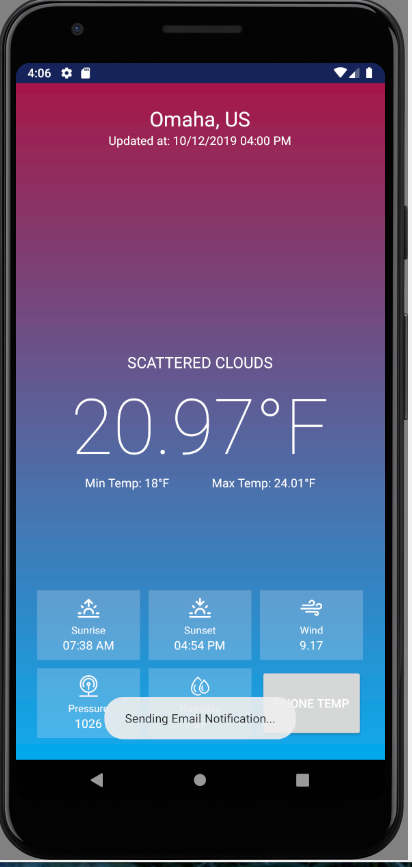 4:06
Omaha, US
Updated at: 10/12/2019 04:00 PM
SCATTERED CLOUDS
20.97°F
Min Temp: 18°F Max Temp: 24.01°F
Sunrise Sunset Wind
07:38 AM 04:54 PM 9.17
Pressure ONE TEMP
1026
Sending Email Notification...